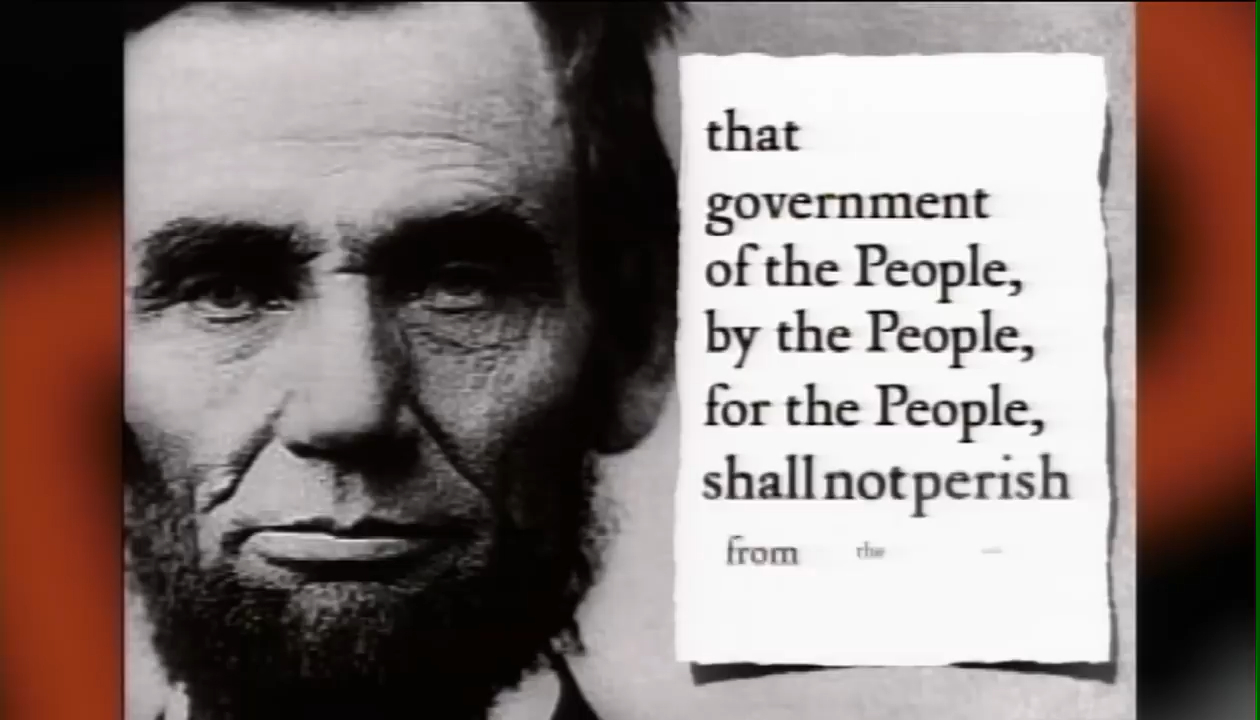 that
government
of the People,
by the People,
for the People,
shall not perish
from the